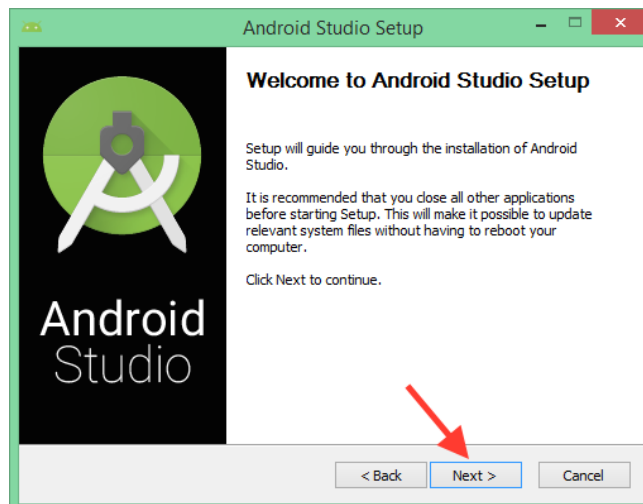 Android Studio Setup
Welcome to Android Studio Setup
Setup will guide you through the installation of Android
Studio.
It is recommended that you close all other applications
before starting Setup. This will make it possible to update
relevant system files without having to reboot your
computer.
Click Next to continue.
Android
Studio
< Back Next > Cancel